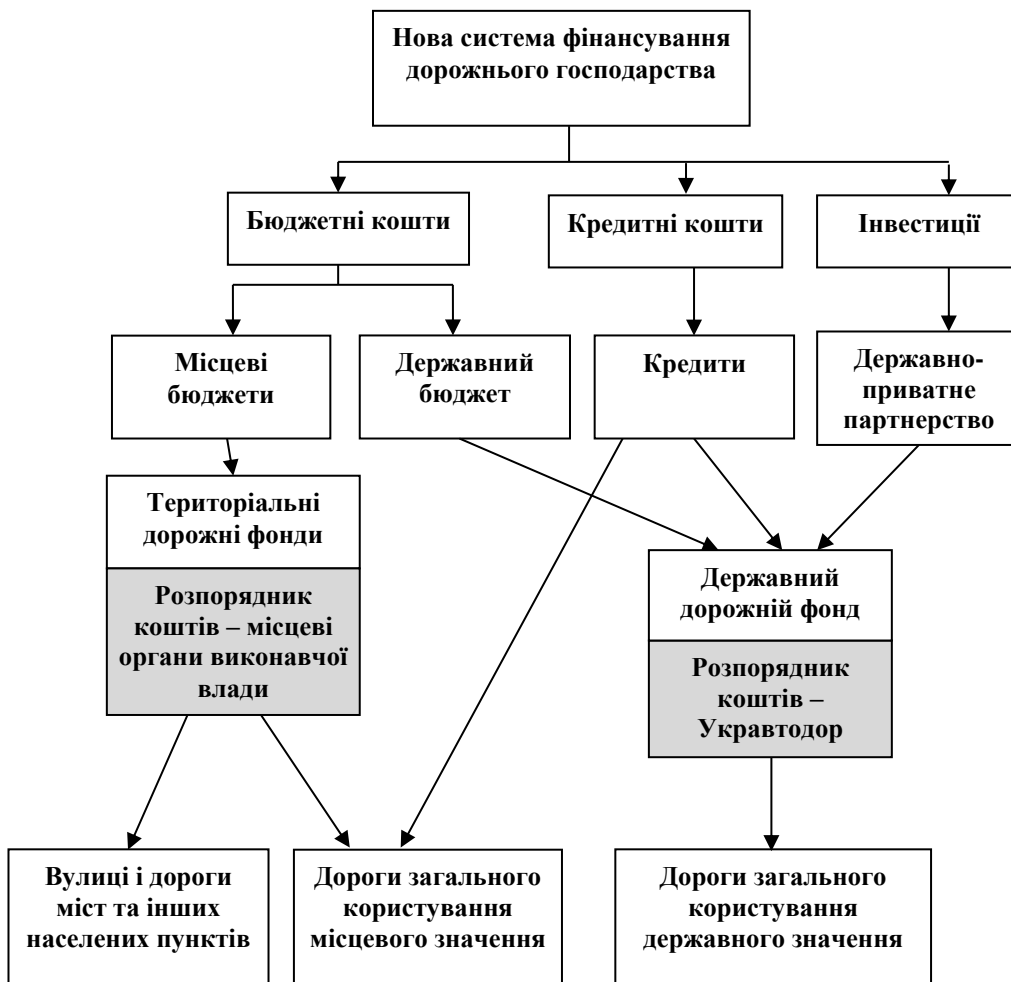 Нова система фінансування
дорожнього господарства
Бюджетні кошти
Кредитні кошти
Інвестиції
Місцеві
бюджети
Державний
бюджет
Кредити
Державно-
приватне
партнерство
Територіальні
дорожні фонди
Розпорядник
коштів – місцеві
органи виконавчої
влади
Державний
дорожній фонд
Розпорядник
коштів –
Укравтодор
Вулиці і дороги
міст та інших
населених пунктів
Дороги загального
користування
місцевого значення
Дороги загального
користування
державного значення